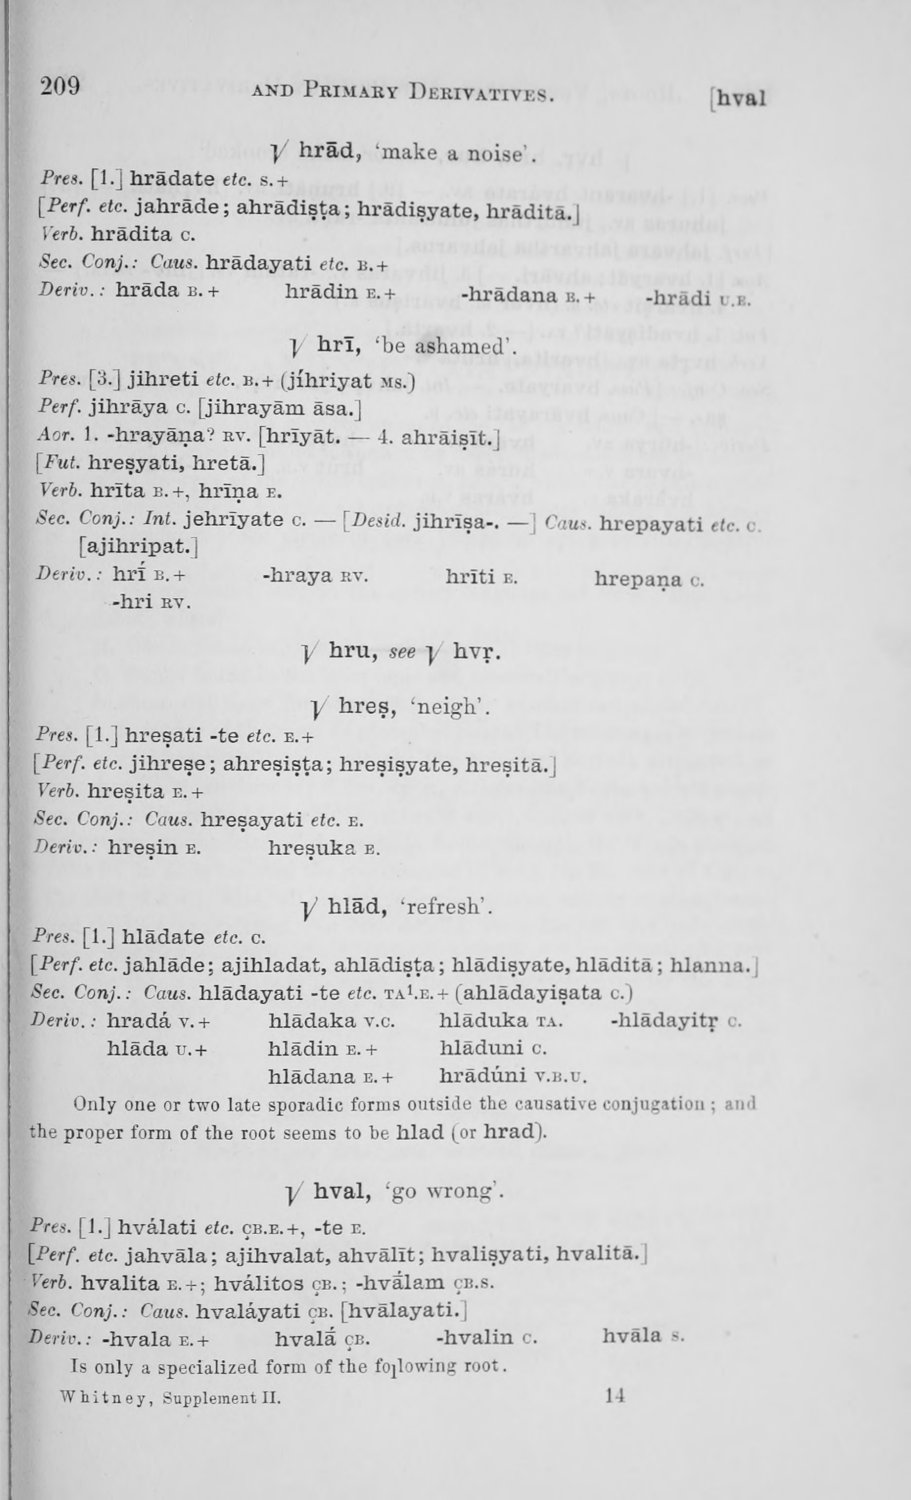 209 AND PRIMARY DERIVATIVES. [hval
√ hrād, ‘make a noise’.
Pres. [1.] hrādate etc. S.+
[Perf. etc. jahrāde; ahrādiṣṭa; hrādiṣyate, hrāditā.]
Verb. hrādita C.
Sec. Conj.: Caus. hrādayati etc. B.+
Deriv.: hrāda B.+ hrādin E.+ -hrādana B.+ -hrādi U.E.
√ hrī, ‘be ashamed’.
Pres. [3.] jihreti etc. B.+ (jíhriyat MS.)
Perf. jihrāya C. [jihrayām āsa.]
Aor. 1. -hrayāṇa? RV. [hrīyāt. — 4. ahrāiṣīt.]
[Fut. hreṣyati, hretā.]
Verb. hrīta B.+, hrīṇa E.
Sec. Conj.: Int. jehrīyate C. — [Desid. jihrīṣa-. —] Caus. hrepayati etc. C.
[ajihripat.]
Deriv.: hrī́ B.+ -hraya RV. hrīti E. hrepaṇa C.
-hri RV.
√ hru, see √ hvṛ.
√ hreṣ, ‘neigh’.
Pres. [1.] hreṣati -te etc. E.+
[Perf. etc. jihreṣe; ahreṣiṣṭa; hreṣiṣyate, hreṣitā.]
Verb. hreṣita E.+
Sec. Conj.: Caus. hreṣayati etc. E.
Deriv.: hreṣin E. hreṣuka E.
√ hlād, ‘refresh’.
Pres. [1.] hlādate etc. C.
[Perf. etc. jahlāde; ajihladat, ahlādiṣṭa; hlādiṣyate, hlāditā; hlanna.]
Sec. Conj.: Caus. hlādayati -te etc. TA¹.E.+ (ahlādayiṣata C.)
Deriv.: hradá V.+ hlādaka V.C. hlāduka TA. -hlādayitṛ C.
hlāda U.+ hlādin E.+ hlāduni C.
hlādana E.+ hrādúni V.B.U.
Only one or two late sporadic forms outside the causative conjugation; and
the proper form of the root seems to be hlad (or hrad).
√ hval, ‘go wrong’.
Pres. [1.] hválati etc. ÇB.E.+, -te E.
[Perf. etc. jahvāla; ajihvalat, ahvālīt; hvaliṣyati, hvalitā.]
Verb. hvalita E.+; hválitos ÇB.; -hvā́lam ÇB.S.
Sec. Conj.: Caus. hvaláyati ÇB. [hvālayati.]
Deriv.: -hvala E.+ hvalā́ ÇB. -hvalin C. hvāla S.
Is only a specialized form of the following root.
Whitney, Supplement II. 14